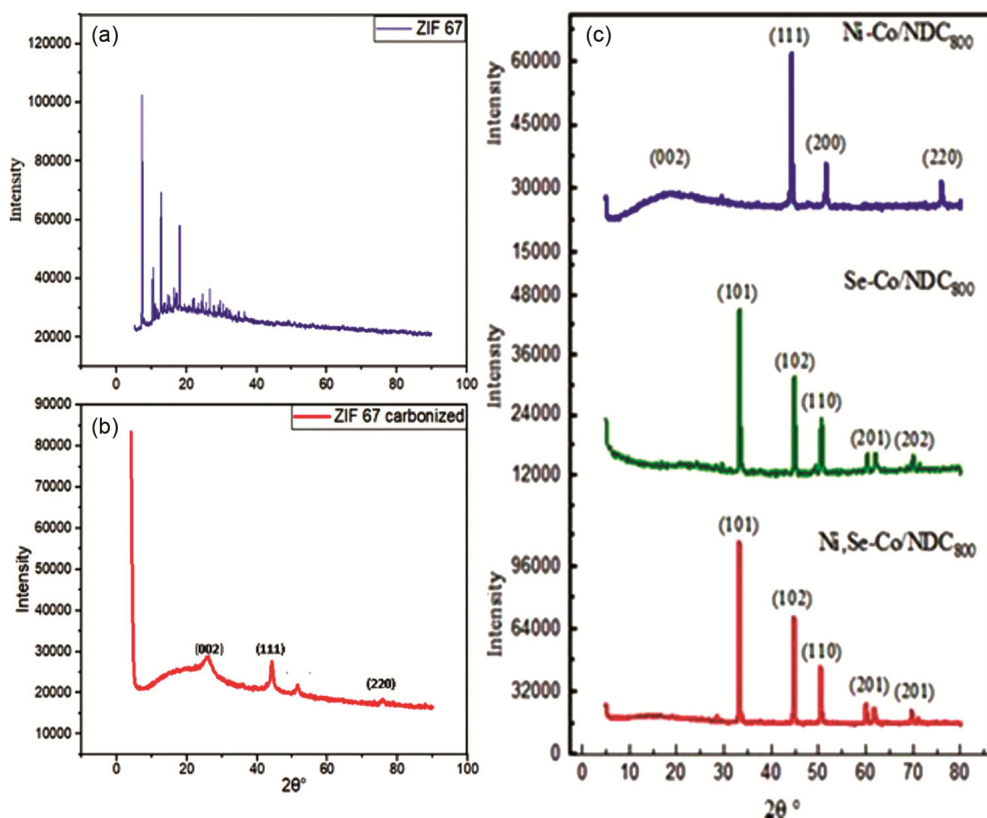 (a)
ZIF 67
120000
100000
80000
60000
40000
20000
Intensity
0 20 40 60 80 100
(b)
ZIF 67 carbonized
90000
80000
70000
60000
50000
40000
30000
20000
10000
Intensity
(002)
(111)
(220)
0 20 40 60 80 100
2θ°
(c)
Ni-Co/NDC800
60000
45000
30000
15000
Intensity
(002)
(111)
(200)
(220)
Se-Co/NDC800
48000
36000
24000
12000
Intensity
(101)
(102)
(110)
(201)
(202)
Ni,Se-Co/NDC800
96000
64000
32000
0
Intensity
(101)
(102)
(110)
(201)
(201)
0 10 20 30 40 50 60 70 80
2θ °